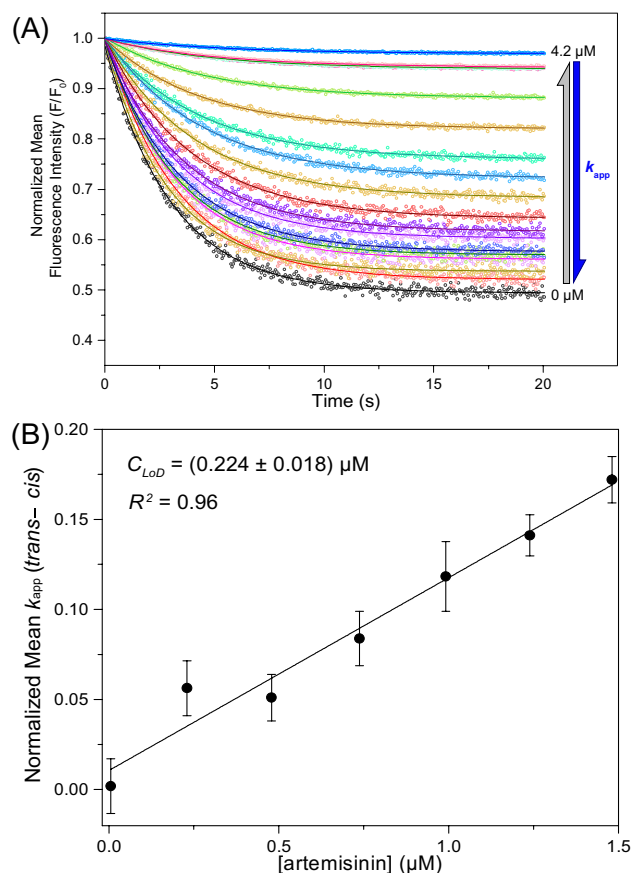 (A)
1.0
0.9
0.8
0.7
0.6
0.5
0.4
Normalized Mean
Fluorescence Intensity (F/F0)
4.2 µM
kapp
0 µM
0
5
10
15
20
Time (s)
(B)
0.20
0.15
0.10
0.05
0.00
Normalized Mean kapp (trans− cis)
CLoD = (0.224 ± 0.018) µM
R2 = 0.96
0.0
0.5
1.0
1.5
[artemisinin] (µM)